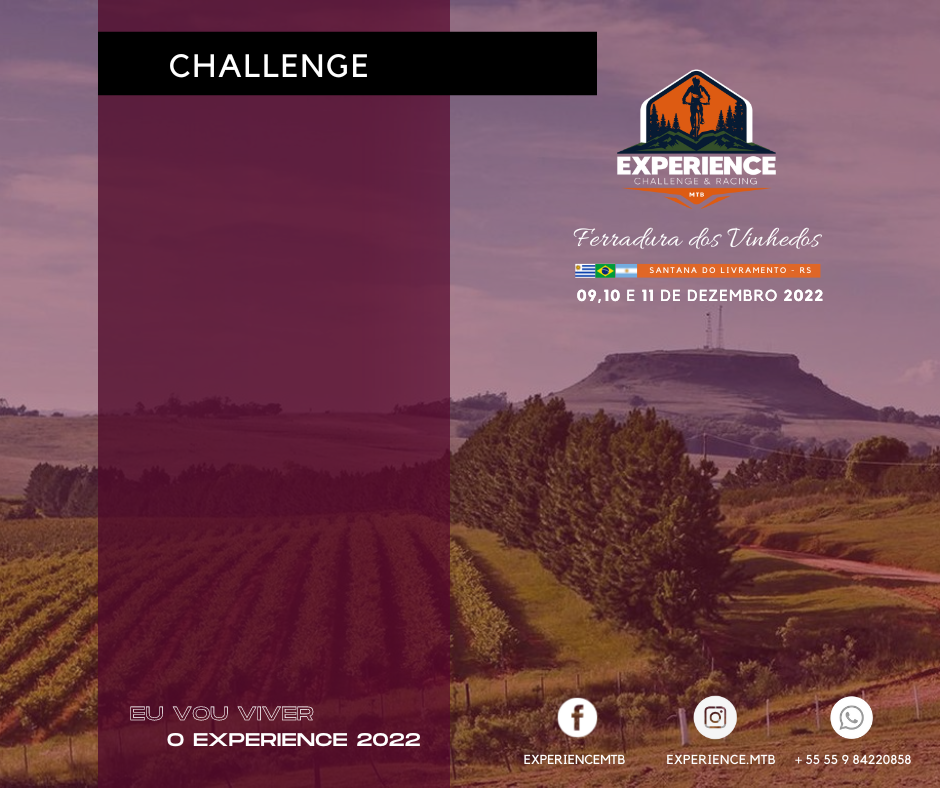 CHALLENGE
EXPERIENCE
CHALLENGE & RACING
MTB
Ferradura dos Vinhedos
SANTANA DO LIVRAMENTO - RS
09,10 E 11 DE DEZEMBRO 2022
EU VOU VIVER
O EXPERIENCE 2022
EXPERIENCEMTB
EXPERIENCE.MTB
+ 55 55 9 84220858